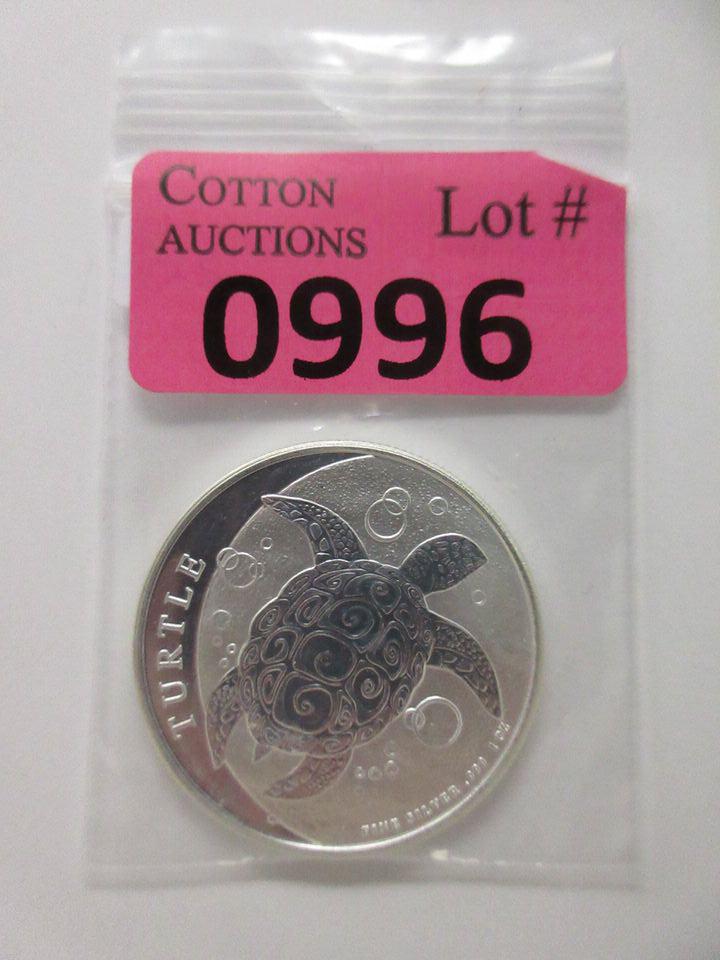 COTTON
AUCTIONS
Lot #
0996
TURTLE
FINE SILVER .999 1 OZ